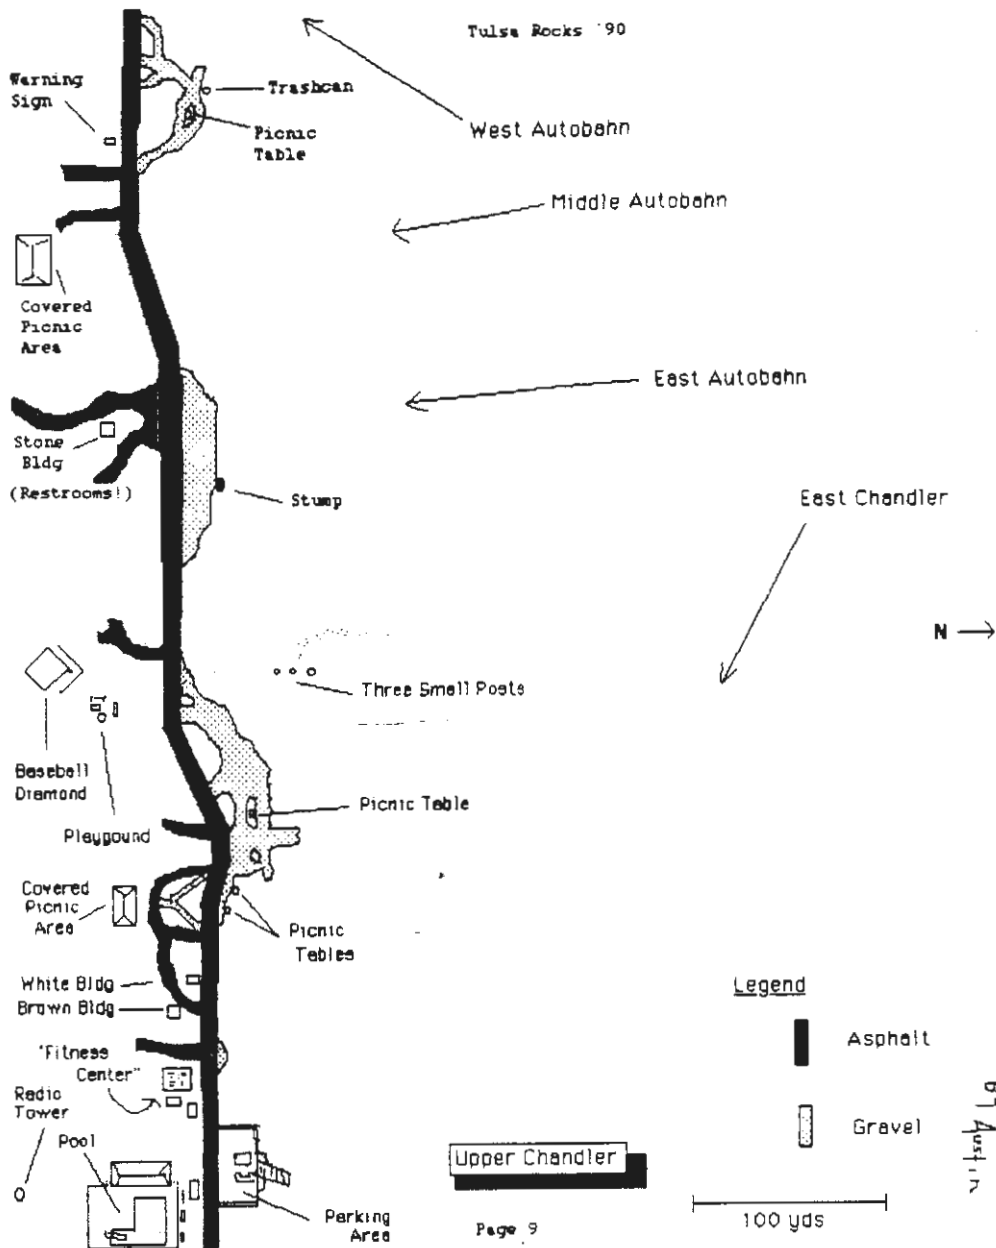 Tulsa Rocks '90
Warning
Sign
Trashcan
Picnic
Table
West Autobahn
Middle Autobahn
Covered
Picnic
Area
East Autobahn
Stone
Bldg
(Restrooms!)
Stump
East Chandler
N
Three Small Posts
Baseball
Diamond
Picnic Table
Playgound
Covered
Picnic
Area
Picnic
Tables
White Bldg
Brown Bldg
Legend
Asphalt
"Fitness
Center"
Radio
Tower
Gravel
Pool
Upper Chandler
Parking
Area
Page 9
100 yds
Austin